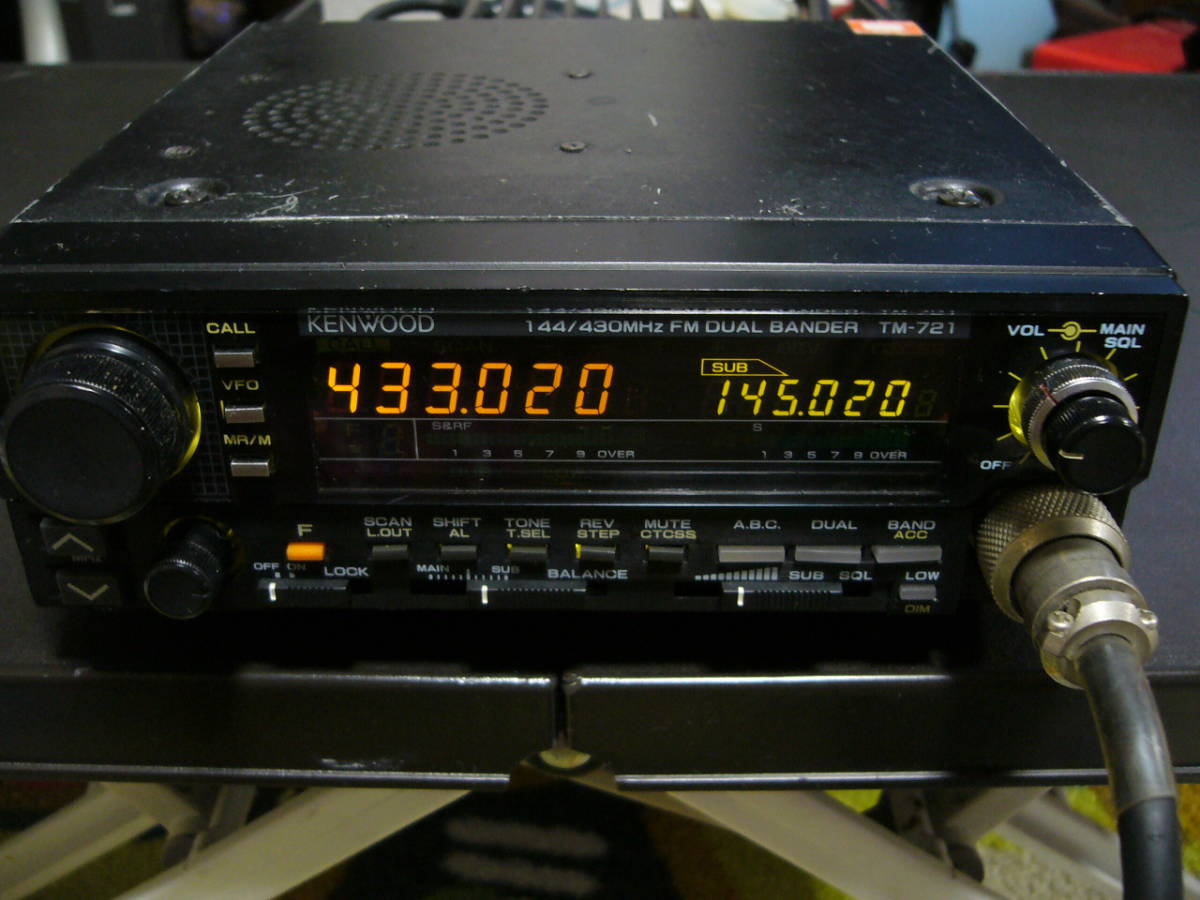 KENWOOD 144/430MHz FM DUAL BANDER TM-721
CALL
VFO
MR/M
433.020
SUB
145.020
S&RF
1 3 5 7 9 OVER
S
1 3 5 7 9 OVER
VOL MAIN
SQL
OFF
F
SCAN SHIFT TONE REV MUTE A.B.C. DUAL BAND
L.OUT AL T.SEL STEP CTCSS ACC
OFF ON LOCK
MAIN SUB BALANCE
SUB SQL
LOW
DIM